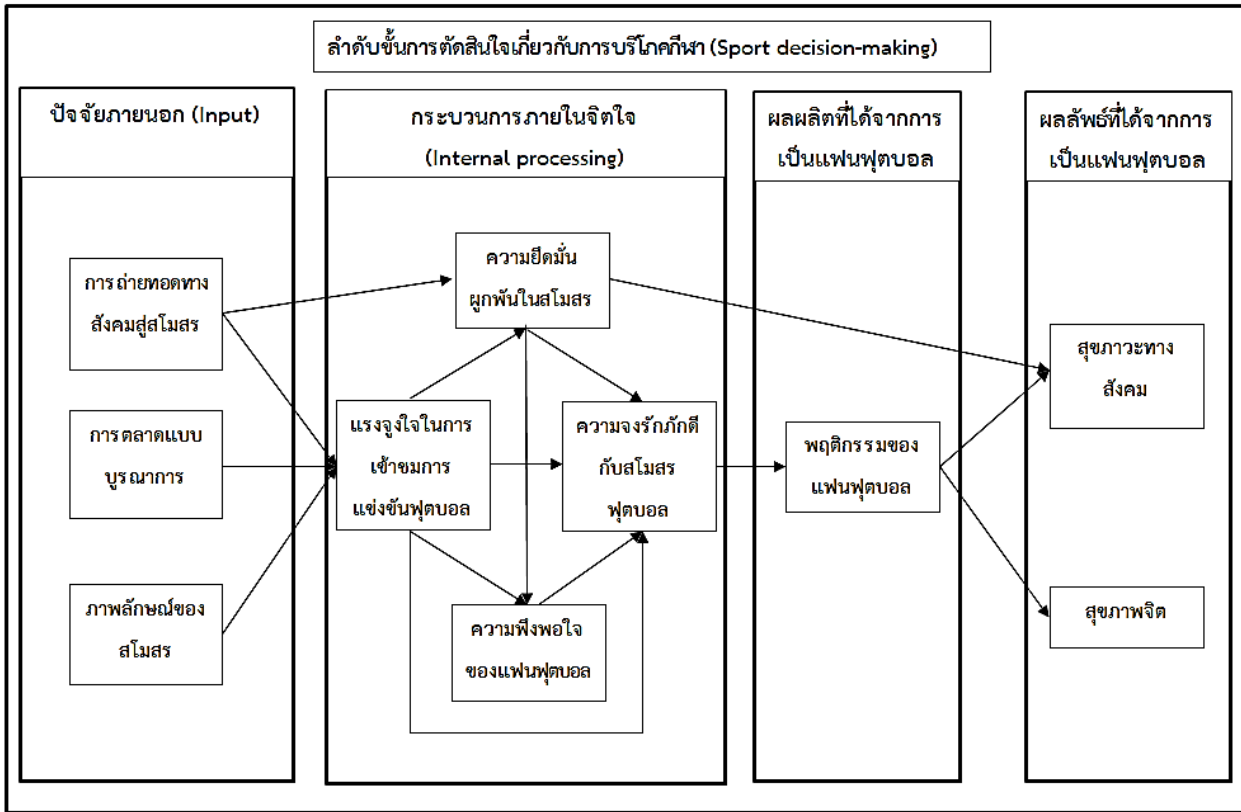 ลำดับขั้นการตัดสินใจเกี่ยวกับการบริโภคกีฬา (Sport decision-making)
ปัจจัยภายนอก (Input)
การถ่ายทอดทาง
สังคมสู่สโมสร
การตลาดแบบ
บูรณาการ
ภาพลักษณ์ของ
สโมสร
กระบวนการภายในจิตใจ
(Internal processing)
ความยึดมั่น
ผูกพันในสโมสร
แรงจูงใจในการ
เข้าชมการ
แข่งขันฟุตบอล
ความจงรักภักดี
กับสโมสร
ฟุตบอล
ความพึงพอใจ
ของแฟนฟุตบอล
ผลผลิตที่ได้จากการ
เป็นแฟนฟุตบอล
พฤติกรรมของ
แฟนฟุตบอล
ผลลัพธ์ที่ได้จากการ
เป็นแฟนฟุตบอล
สุขภาวะทาง
สังคม
สุขภาพจิต